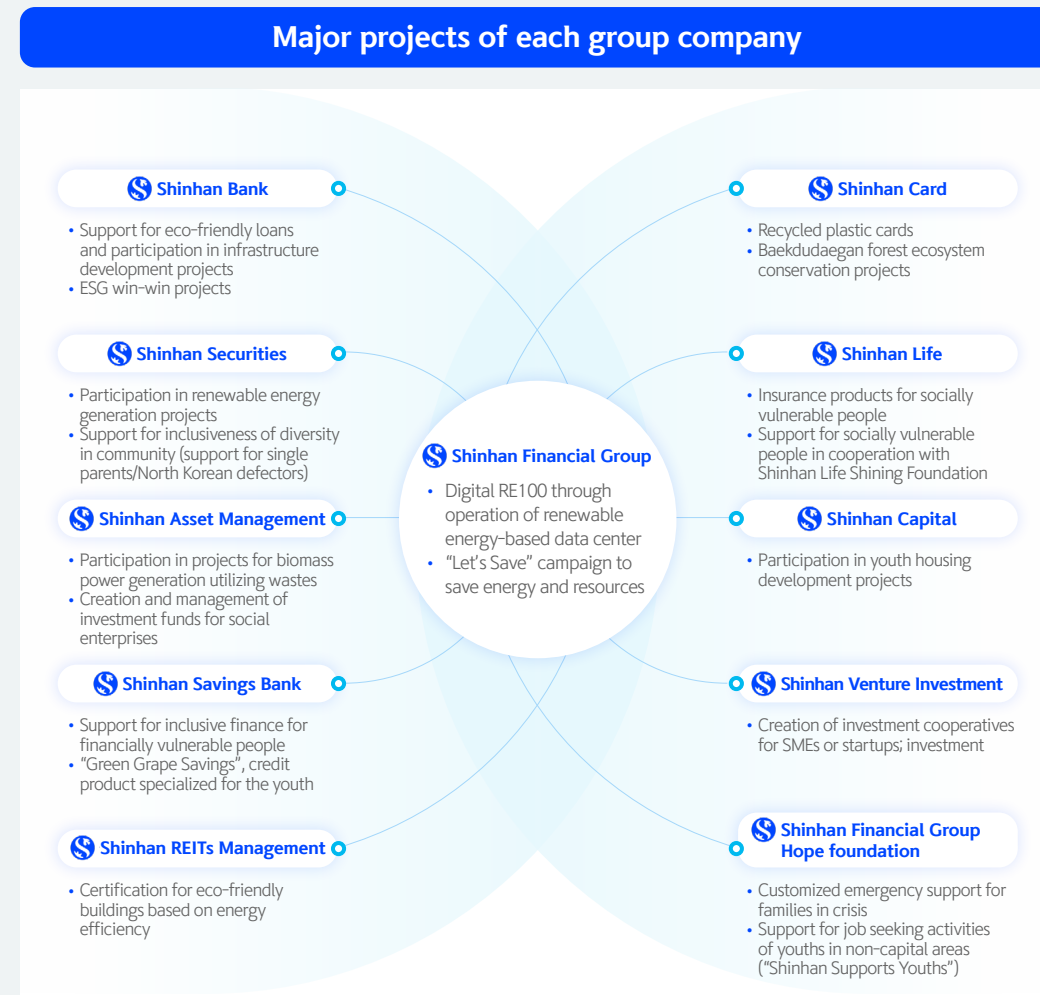 Major projects of each group company
Shinhan Bank
• Support for eco-friendly loans
and participation in infrastructure
development projects
• ESG win-win projects
Shinhan Securities
• Participation in renewable energy
generation projects
• Support for inclusiveness of diversity
in community (support for single
parents/North Korean defectors)
Shinhan Asset Management
• Participation in projects for biomass
power generation utilizing wastes
• Creation and management of
investment funds for social
enterprises
Shinhan Savings Bank
• Support for inclusive finance for
financially vulnerable people
• "Green Grape Savings", credit
product specialized for the youth
Shinhan REITs Management
• Certification for eco-friendly
buildings based on energy
efficiency
Shinhan Financial Group
• Digital RE100 through
operation of renewable
energy-based data center
• "Let's Save" campaign to
save energy and resources
Shinhan Card
• Recycled plastic cards
• Baekdudaegan forest ecosystem
conservation projects
Shinhan Life
• Insurance products for socially
vulnerable people
• Support for socially vulnerable
people in cooperation with
Shinhan Life Shining Foundation
Shinhan Capital
• Participation in youth housing
development projects
Shinhan Venture Investment
• Creation of investment cooperatives
for SMEs or startups; investment
Shinhan Financial Group
Hope foundation
• Customized emergency support for
families in crisis
• Support for job seeking activities
of youths in non-capital areas
("Shinhan Supports Youths")